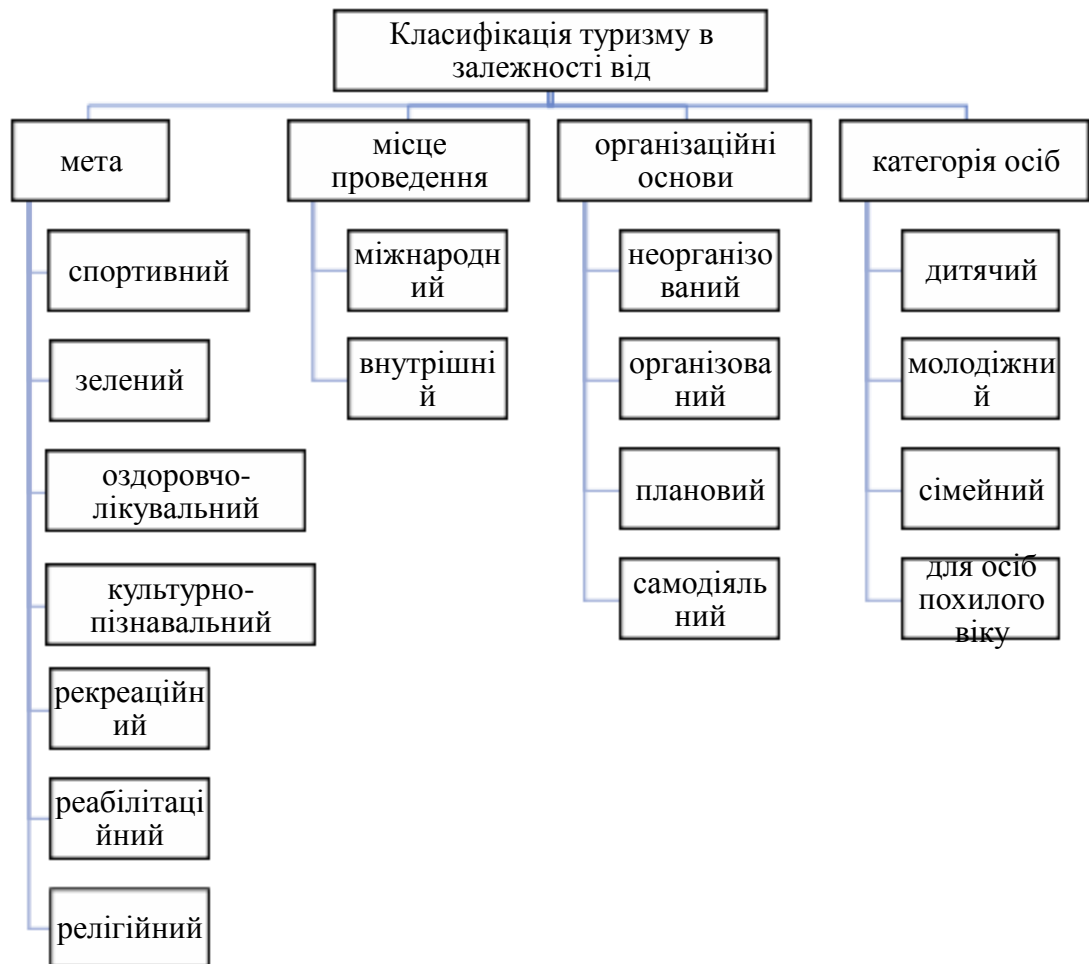 Класифікація туризму в
залежності від
мета
спортивний
зелений
оздоровчо-
лікувальний
культурно-
пізнавальний
рекреаційн
ий
реабілітаці
йний
релігійний
місце
проведення
міжнародн
ий
внутрішні
й
організаційні
основи
неорганізо
ваний
організова
ний
плановий
самодіяль
ний
категорія осіб
дитячий
молодіжни
й
сімейний
для осіб
похилого
віку